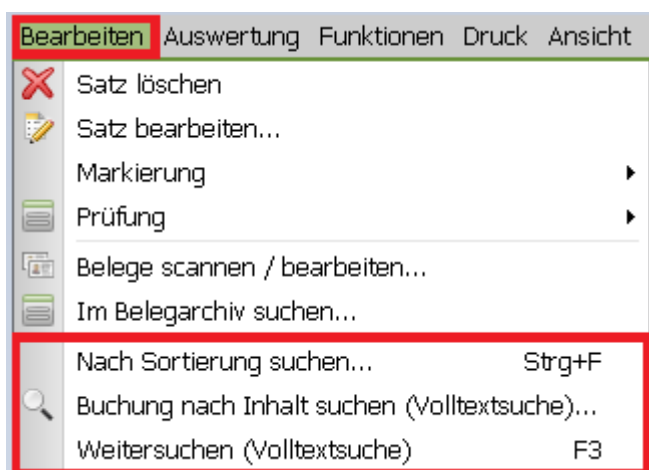 Bearbeiten Auswertung Funktionen Druck Ansicht
Satz löschen
Satz bearbeiten...
Markierung
Prüfung
Belege scannen / bearbeiten...
Im Belegarchiv suchen...
Nach Sortierung suchen... Strg+F
Buchung nach Inhalt suchen (Volltextsuche)...
Weitersuchen (Volltextsuche) F3